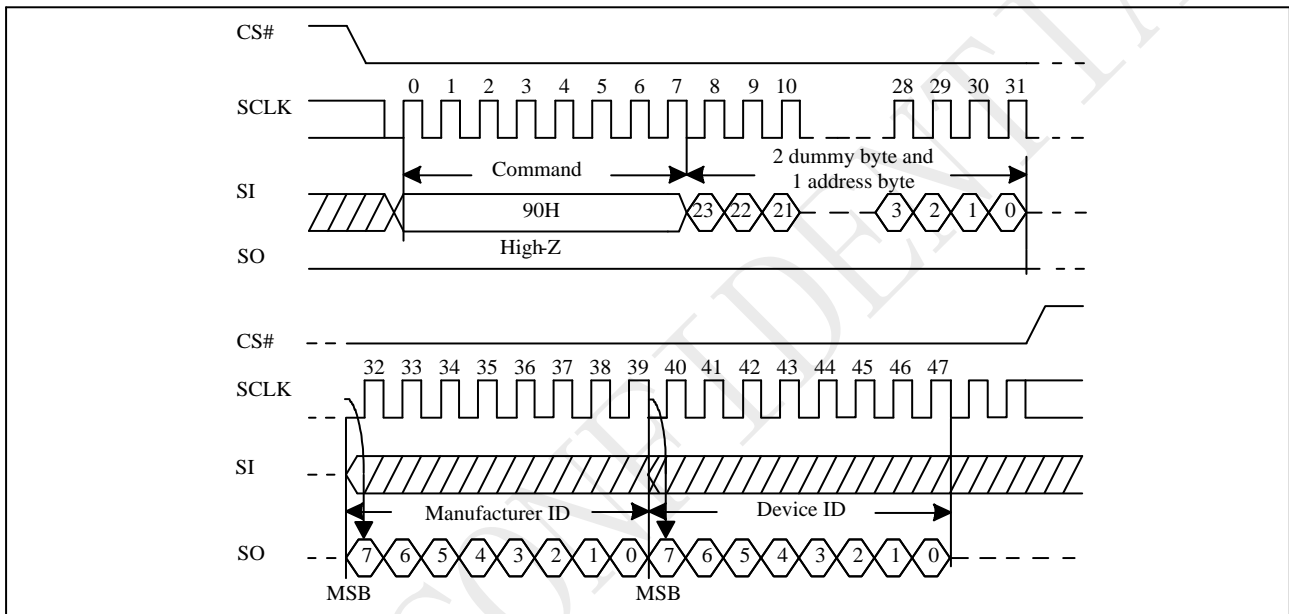 CS#
SCLK 0 1 2 3 4 5 6 7 8 9 10 28 29 30 31
Command 2 dummy byte and
1 address byte
SI 90H 23 22 21 3 2 1 0
High-Z
SO
CS#
SCLK 32 33 34 35 36 37 38 39 40 41 42 43 44 45 46 47
SI
Manufacturer ID Device ID
SO 7 6 5 4 3 2 1 0 7 6 5 4 3 2 1 0
MSB MSB
CONFIDENTIA